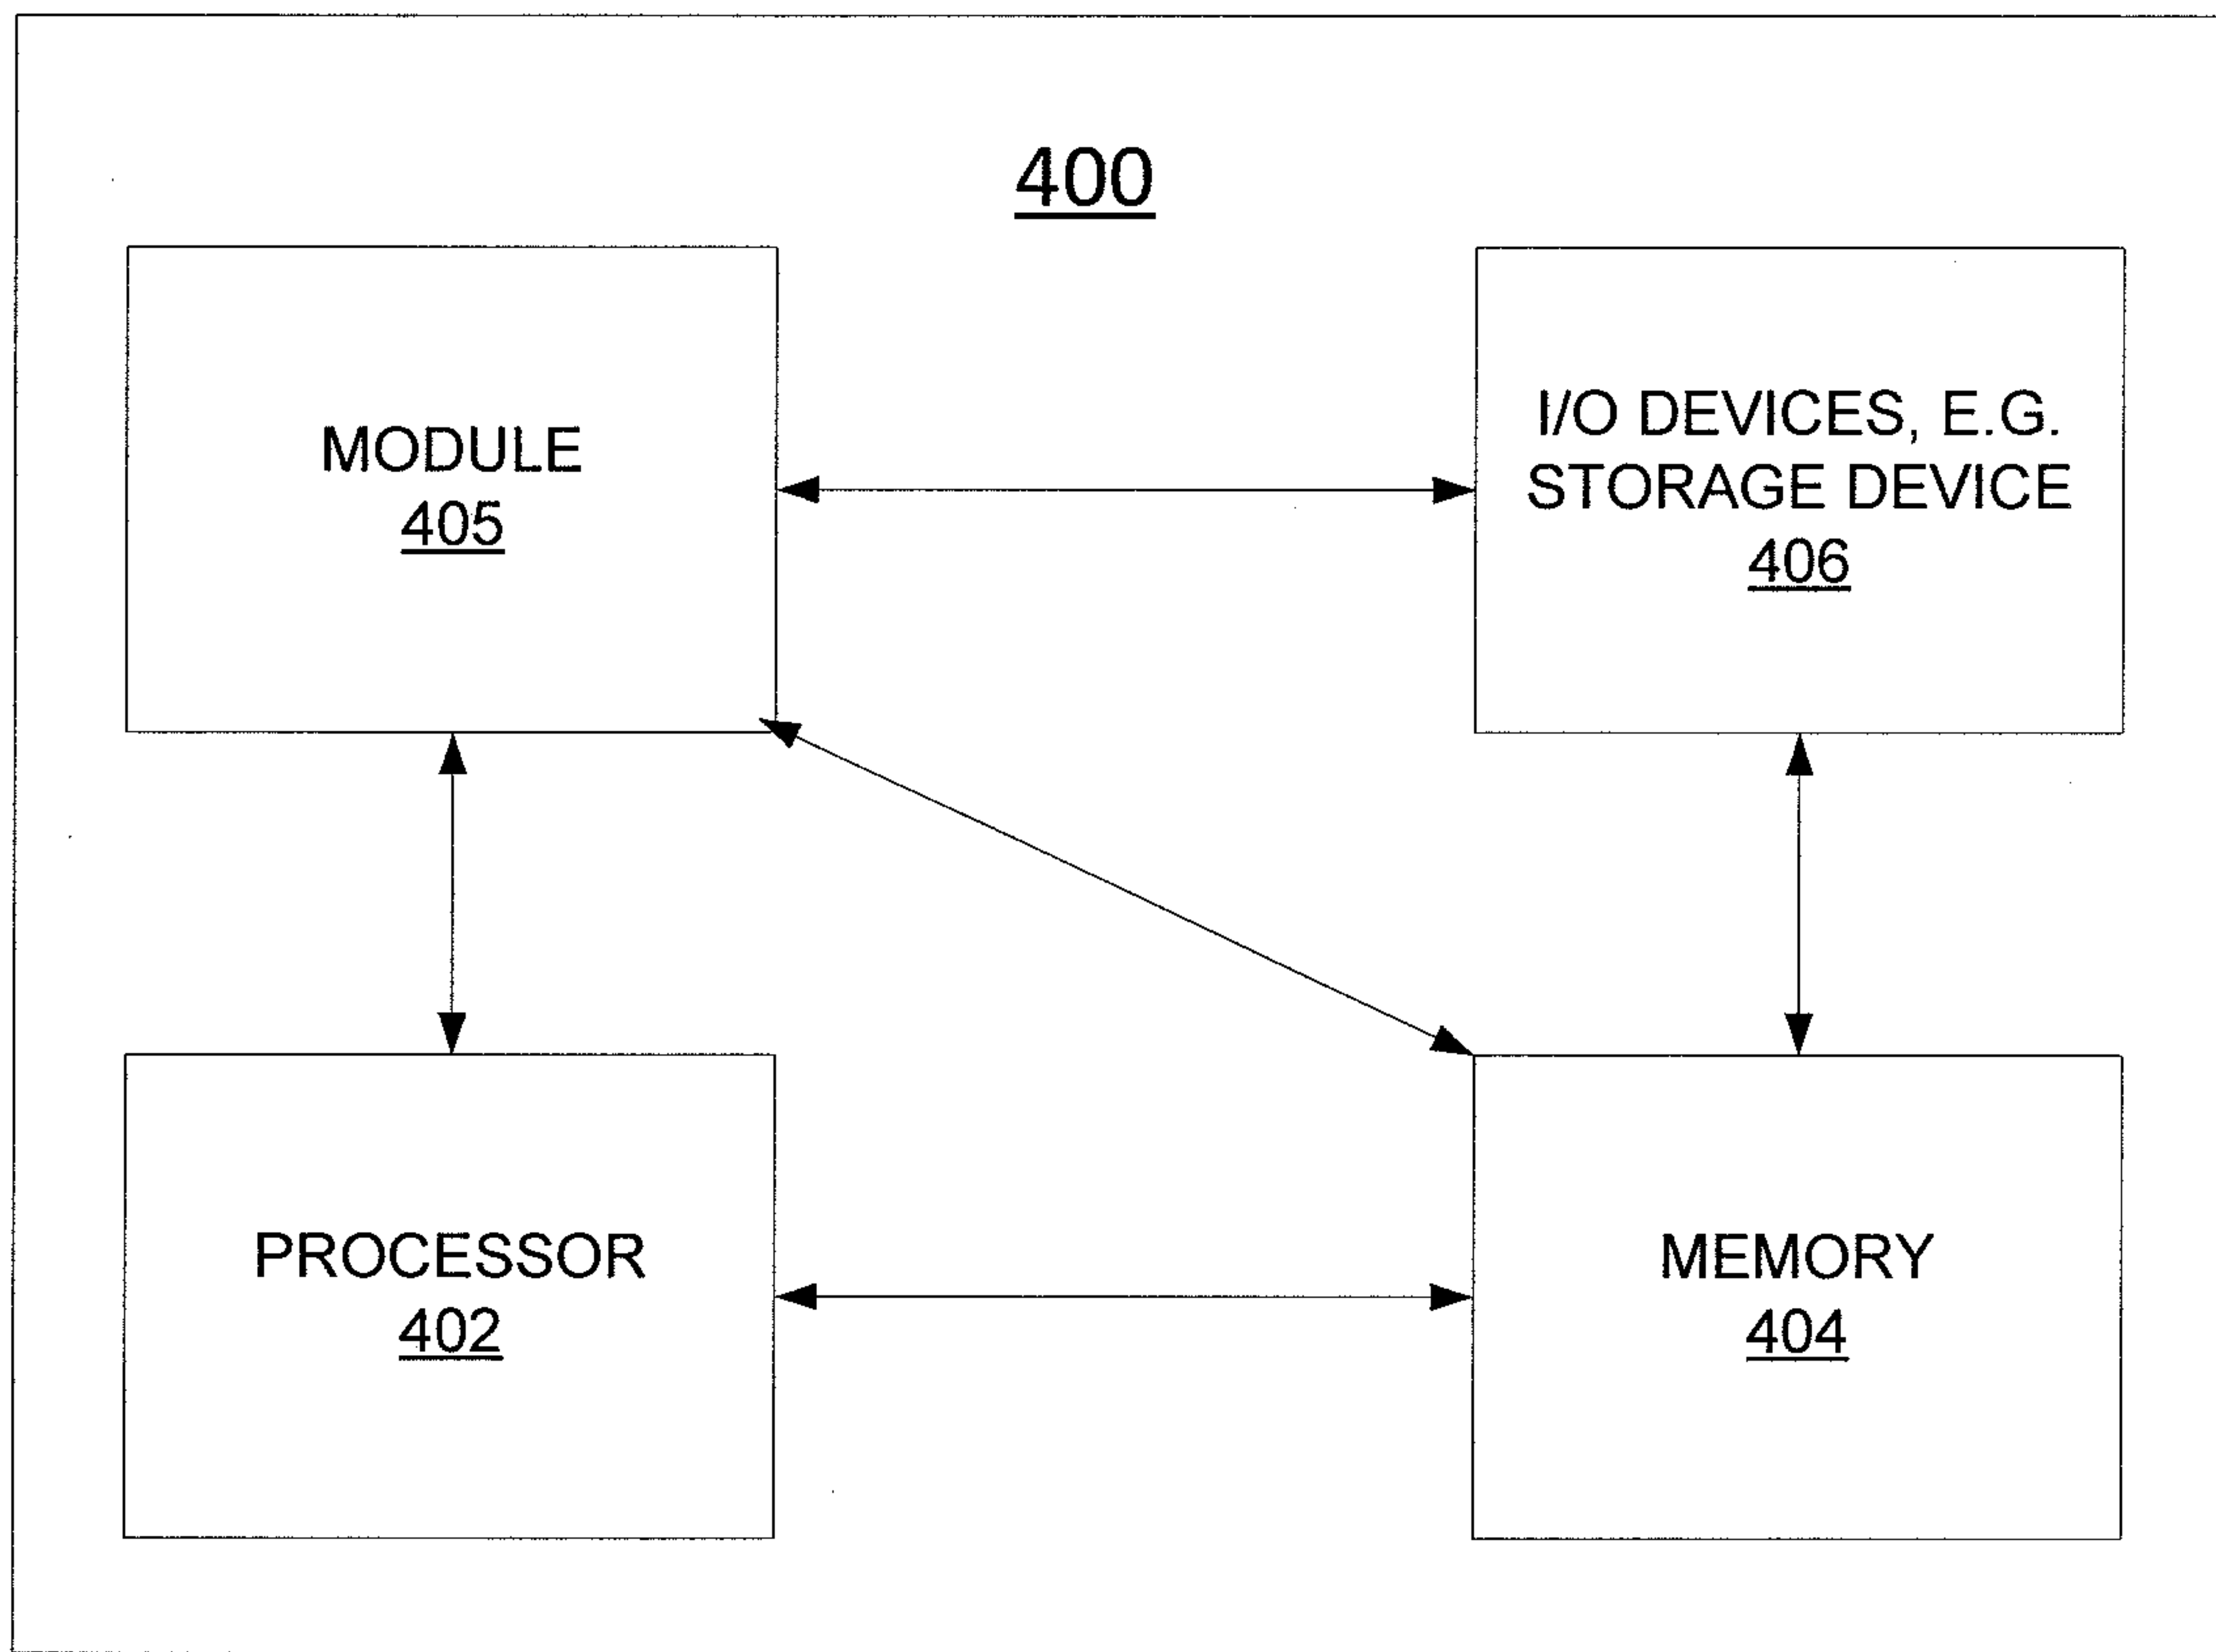 400
MODULE
405
I/O DEVICES, E.G.
STORAGE DEVICE
406
PROCESSOR
402
MEMORY
404